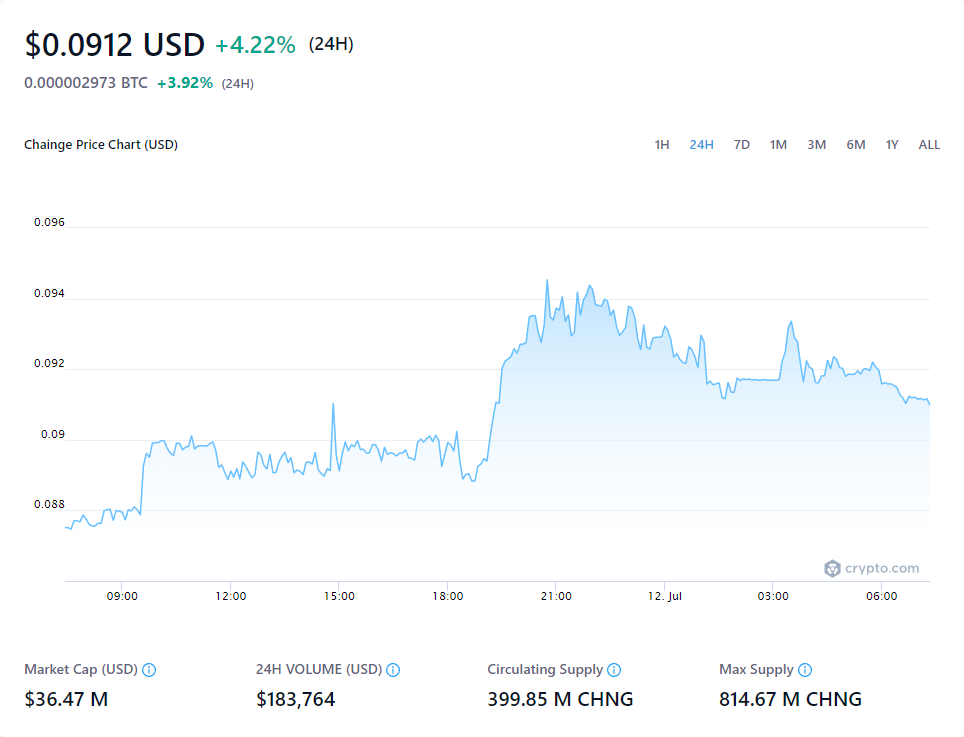 $0.0912 USD +4.22% (24H)
0.000002973 BTC +3.92% (24H)
Chainge Price Chart (USD) 1H 24H 7D 1M 3M 6M 1Y ALL
0.096
0.094
0.092
0.09
0.088
crypto.com
09:00 12:00 15:00 18:00 21:00 12. Jul 03:00 06:00
Market Cap (USD) 24H VOLUME (USD) Circulating Supply Max Supply
$36.47 M $183,764 399.85 M CHNG 814.67 M CHNG